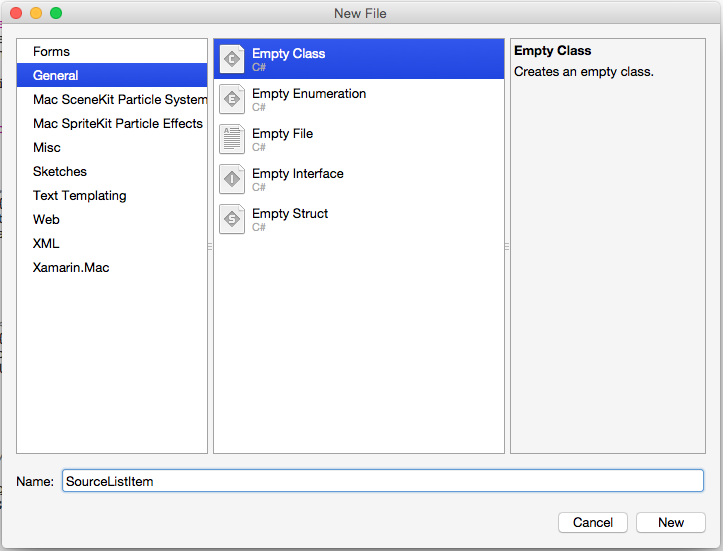 New File
Forms
General
Mac SceneKit Particle System
Mac SpriteKit Particle Effects
Misc
Sketches
Text Templating
Web
XML
Xamarin.Mac
Empty Class
C#
Empty Enumeration
C#
Empty File
C#
Empty Interface
C#
Empty Struct
C#
Empty Class
Creates an empty class.
Name: SourceListItem
Cancel New